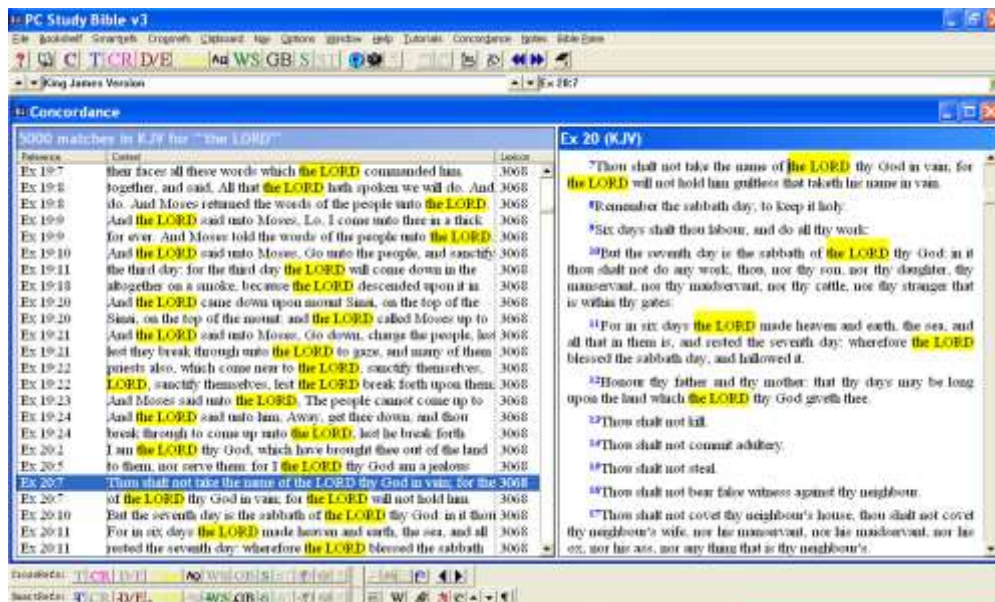 PC Study Bible v3
File Bookshelf Smartrefs Crossrefs Clipboard Nav Options Window Help Tutorials Concordance Notes Bible Pane
? C T CR D/E Aα WS GB S
King James Version
Ex 20:7
Concordance
5000 matches in KJV for "'the LORD'"
Reference Context Lexicon
Ex 19:7 their faces all these words which the LORD commanded him. 3068
Ex 19:8 together, and said, All that the LORD hath spoken we will do. And 3068
Ex 19:8 do. And Moses returned the words of the people unto the LORD. 3068
Ex 19:9 And the LORD said unto Moses, Lo, I come unto thee in a thick 3068
Ex 19:9 for ever. And Moses told the words of the people unto the LORD. 3068
Ex 19:10 And the LORD said unto Moses, Go unto the people, and sanctify 3068
Ex 19:11 the third day: for the third day the LORD will come down in the 3068
Ex 19:18 altogether on a smoke, because the LORD descended upon it in 3068
Ex 19:20 And the LORD came down upon mount Sinai, on the top of the 3068
Ex 19:20 Sinai, on the top of the mount: and the LORD called Moses up to 3068
Ex 19:21 And the LORD said unto Moses, Go down, charge the people, lest 3068
Ex 19:21 lest they break through unto the LORD to gaze, and many of them 3068
Ex 19:22 priests also, which come near to the LORD, sanctify themselves, 3068
Ex 19:22 LORD, sanctify themselves, lest the LORD break forth upon them. 3068
Ex 19:23 And Moses said unto the LORD, The people cannot come up to 3068
Ex 19:24 And the LORD said unto him, Away, get thee down, and thou 3068
Ex 19:24 break through to come up unto the LORD, lest he break forth 3068
Ex 20:2 I am the LORD thy God, which have brought thee out of the land 3068
Ex 20:5 to them, nor serve them: for I the LORD thy God am a jealous 3068
Ex 20:7 Thou shalt not take the name of the LORD thy God in vain; for the 3068
Ex 20:7 of the LORD thy God in vain; for the LORD will not hold him 3068
Ex 20:10 But the seventh day is the sabbath of the LORD thy God: in it thou 3068
Ex 20:11 For in six days the LORD made heaven and earth, the sea, and all 3068
Ex 20:11 rested the seventh day: wherefore the LORD blessed the sabbath 3068
Ex 20 (KJV)
7Thou shalt not take the name of the LORD thy God in vain; for
the LORD will not hold him guiltless that taketh his name in vain.
8Remember the sabbath day, to keep it holy.
9Six days shalt thou labour, and do all thy work:
10But the seventh day is the sabbath of the LORD thy God: in it
thou shalt not do any work, thou, nor thy son, nor thy daughter, thy
manservant, nor thy maidservant, nor thy cattle, nor thy stranger that
is within thy gates:
11For in six days the LORD made heaven and earth, the sea, and
all that in them is, and rested the seventh day: wherefore the LORD
blessed the sabbath day, and hallowed it.
12Honour thy father and thy mother: that thy days may be long
upon the land which the LORD thy God giveth thee.
13Thou shalt not kill.
14Thou shalt not commit adultery.
15Thou shalt not steal.
16Thou shalt not bear false witness against thy neighbour.
17Thou shalt not covet thy neighbour's house, thou shalt not covet
thy neighbour's wife, nor his manservant, nor his maidservant, nor his
ox, nor his ass, nor any thing that is thy neighbour's.
CrossRefs: T CR D/E Aα WS GB S
SmartRefs: T CR D/E WS GB S W C